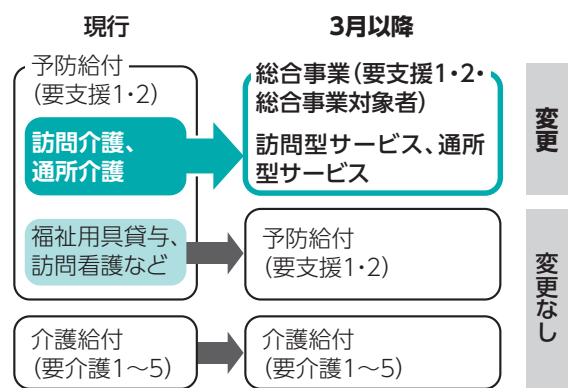 現行
3月以降
予防給付
(要支援1・2)
訪問介護、
通所介護
福祉用具貸与、
訪問看護など
総合事業(要支援1・2・
総合事業対象者)
訪問型サービス、通所
型サービス
変更
予防給付
(要支援1・2)
介護給付
(要介護1〜5)
介護給付
(要介護1〜5)
変更なし